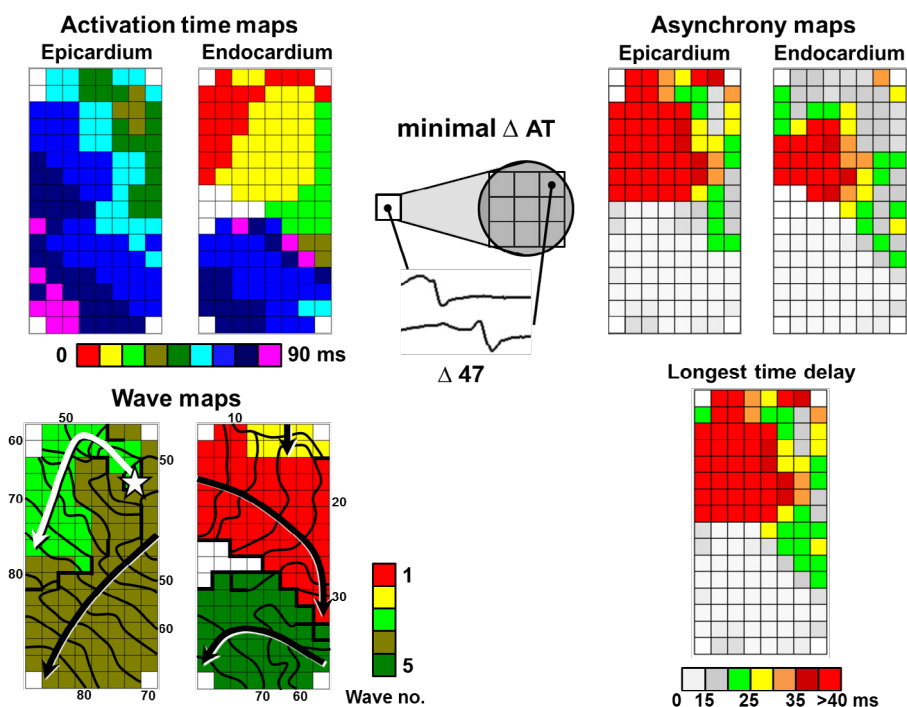 Activation time maps
Epicardium Endocardium
0 90 ms
minimal Δ AT
Δ 47
Asynchrony maps
Epicardium Endocardium
Wave maps
50
60
70
80
50
50
60
80
70
10
20
30
70
60
1
5
Wave no.
Longest time delay
0 15 25 35 >40 ms